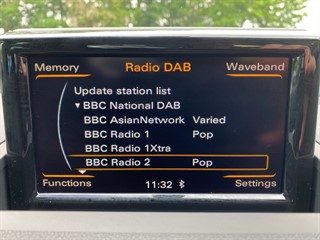 Memory Radio DAB Waveband
Update station list
▼ BBC National DAB
BBC AsianNetwork Varied
BBC Radio 1 Pop
BBC Radio 1Xtra
BBC Radio 2 Pop
Functions 11:32 Settings